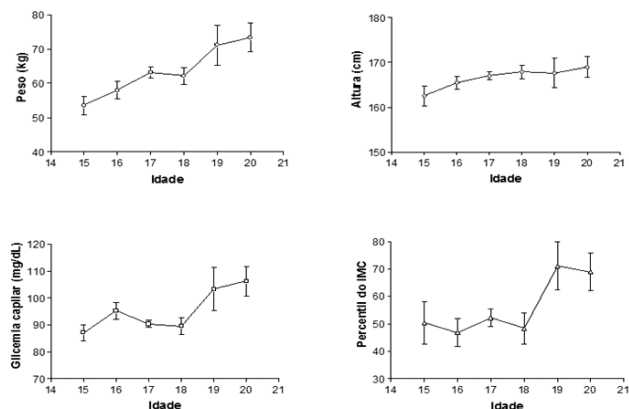 Peso (kg)
80
70
60
50
40
14 15 16 17 18 19 20 21
Idade
Altura (cm)
180
170
160
150
14 15 16 17 18 19 20 21
Idade
Glicemia capilar (mg/dL)
120
110
100
90
80
70
14 15 16 17 18 19 20 21
Idade
Percentil do IMC
80
70
60
50
40
30
14 15 16 17 18 19 20 21
Idade